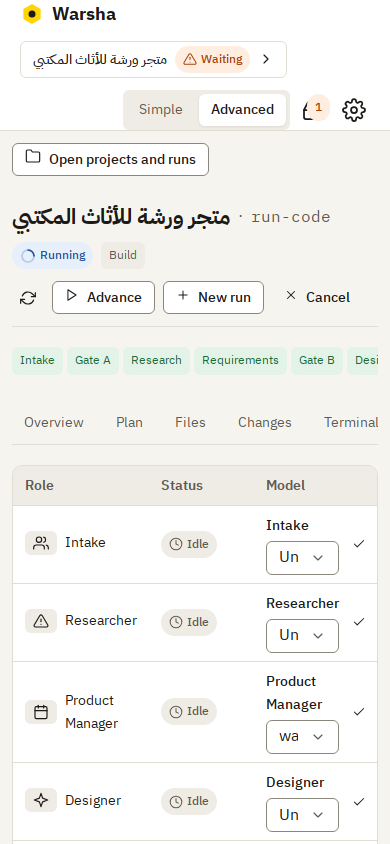 Warsha
متجر ورشة للأثاث المكتبي Waiting
Simple Advanced 1
Open projects and runs
متجر ورشة للأثاث المكتبي · run-code
Running Build
Advance New run Cancel
Intake Gate A Research Requirements Gate B Desi
Overview Plan Files Changes Terminal
Role Status Model
Intake Idle Intake
Un
Researcher Idle Researcher
Un
Product Manager Idle Product Manager
wa
Designer Idle Designer
Un